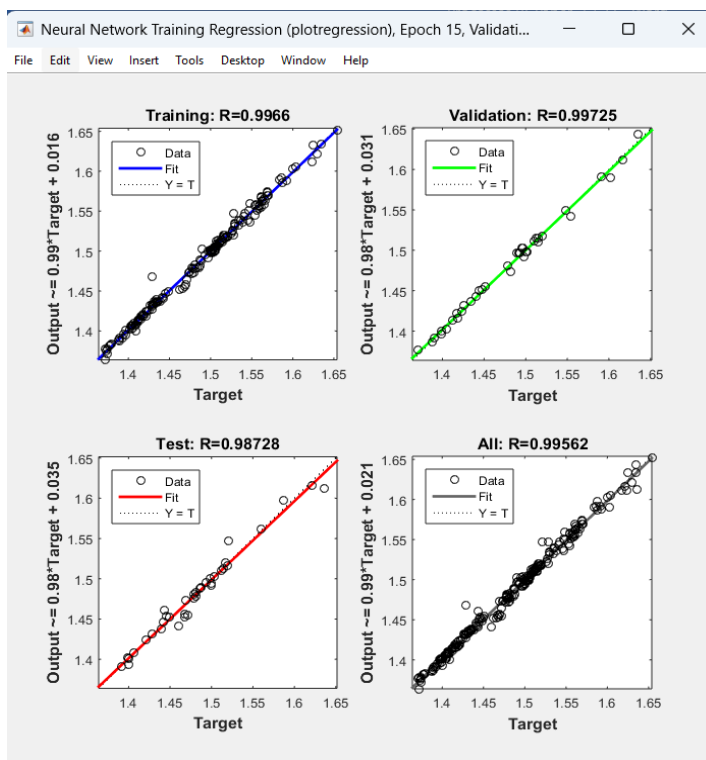 Neural Network Training Regression (plotregression), Epoch 15, Validati...
File Edit View Insert Tools Desktop Window Help
Training: R=0.9966
Output ~= 0.99*Target + 0.016
1.65
1.6
1.55
1.5
1.45
1.4
Data
Fit
Y = T
1.4 1.45 1.5 1.55 1.6 1.65
Target
Validation: R=0.99725
Output ~= 0.98*Target + 0.031
1.65
1.6
1.55
1.5
1.45
1.4
Data
Fit
Y = T
1.4 1.45 1.5 1.55 1.6 1.65
Target
Test: R=0.98728
Output ~= 0.98*Target + 0.035
1.65
1.6
1.55
1.5
1.45
1.4
Data
Fit
Y = T
1.4 1.45 1.5 1.55 1.6 1.65
Target
All: R=0.99562
Output ~= 0.99*Target + 0.021
1.65
1.6
1.55
1.5
1.45
1.4
Data
Fit
Y = T
1.4 1.45 1.5 1.55 1.6 1.65
Target